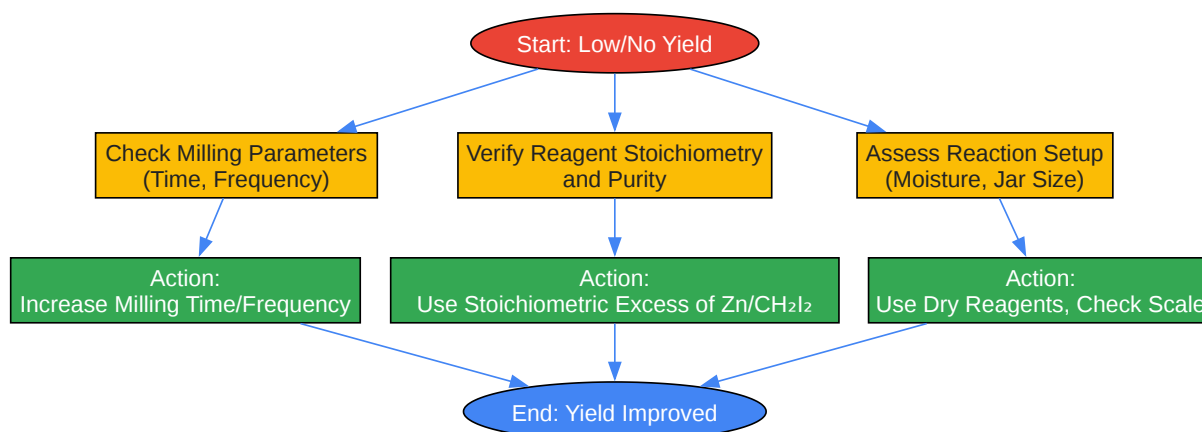 Start: Low/No Yield
Check Milling Parameters
(Time, Frequency)
Verify Reagent Stoichiometry
and Purity
Assess Reaction Setup
(Moisture, Jar Size)
Action:
Increase Milling Time/Frequency
Action:
Use Stoichiometric Excess of Zn/CH₂I₂
Action:
Use Dry Reagents, Check Scale
End: Yield Improved